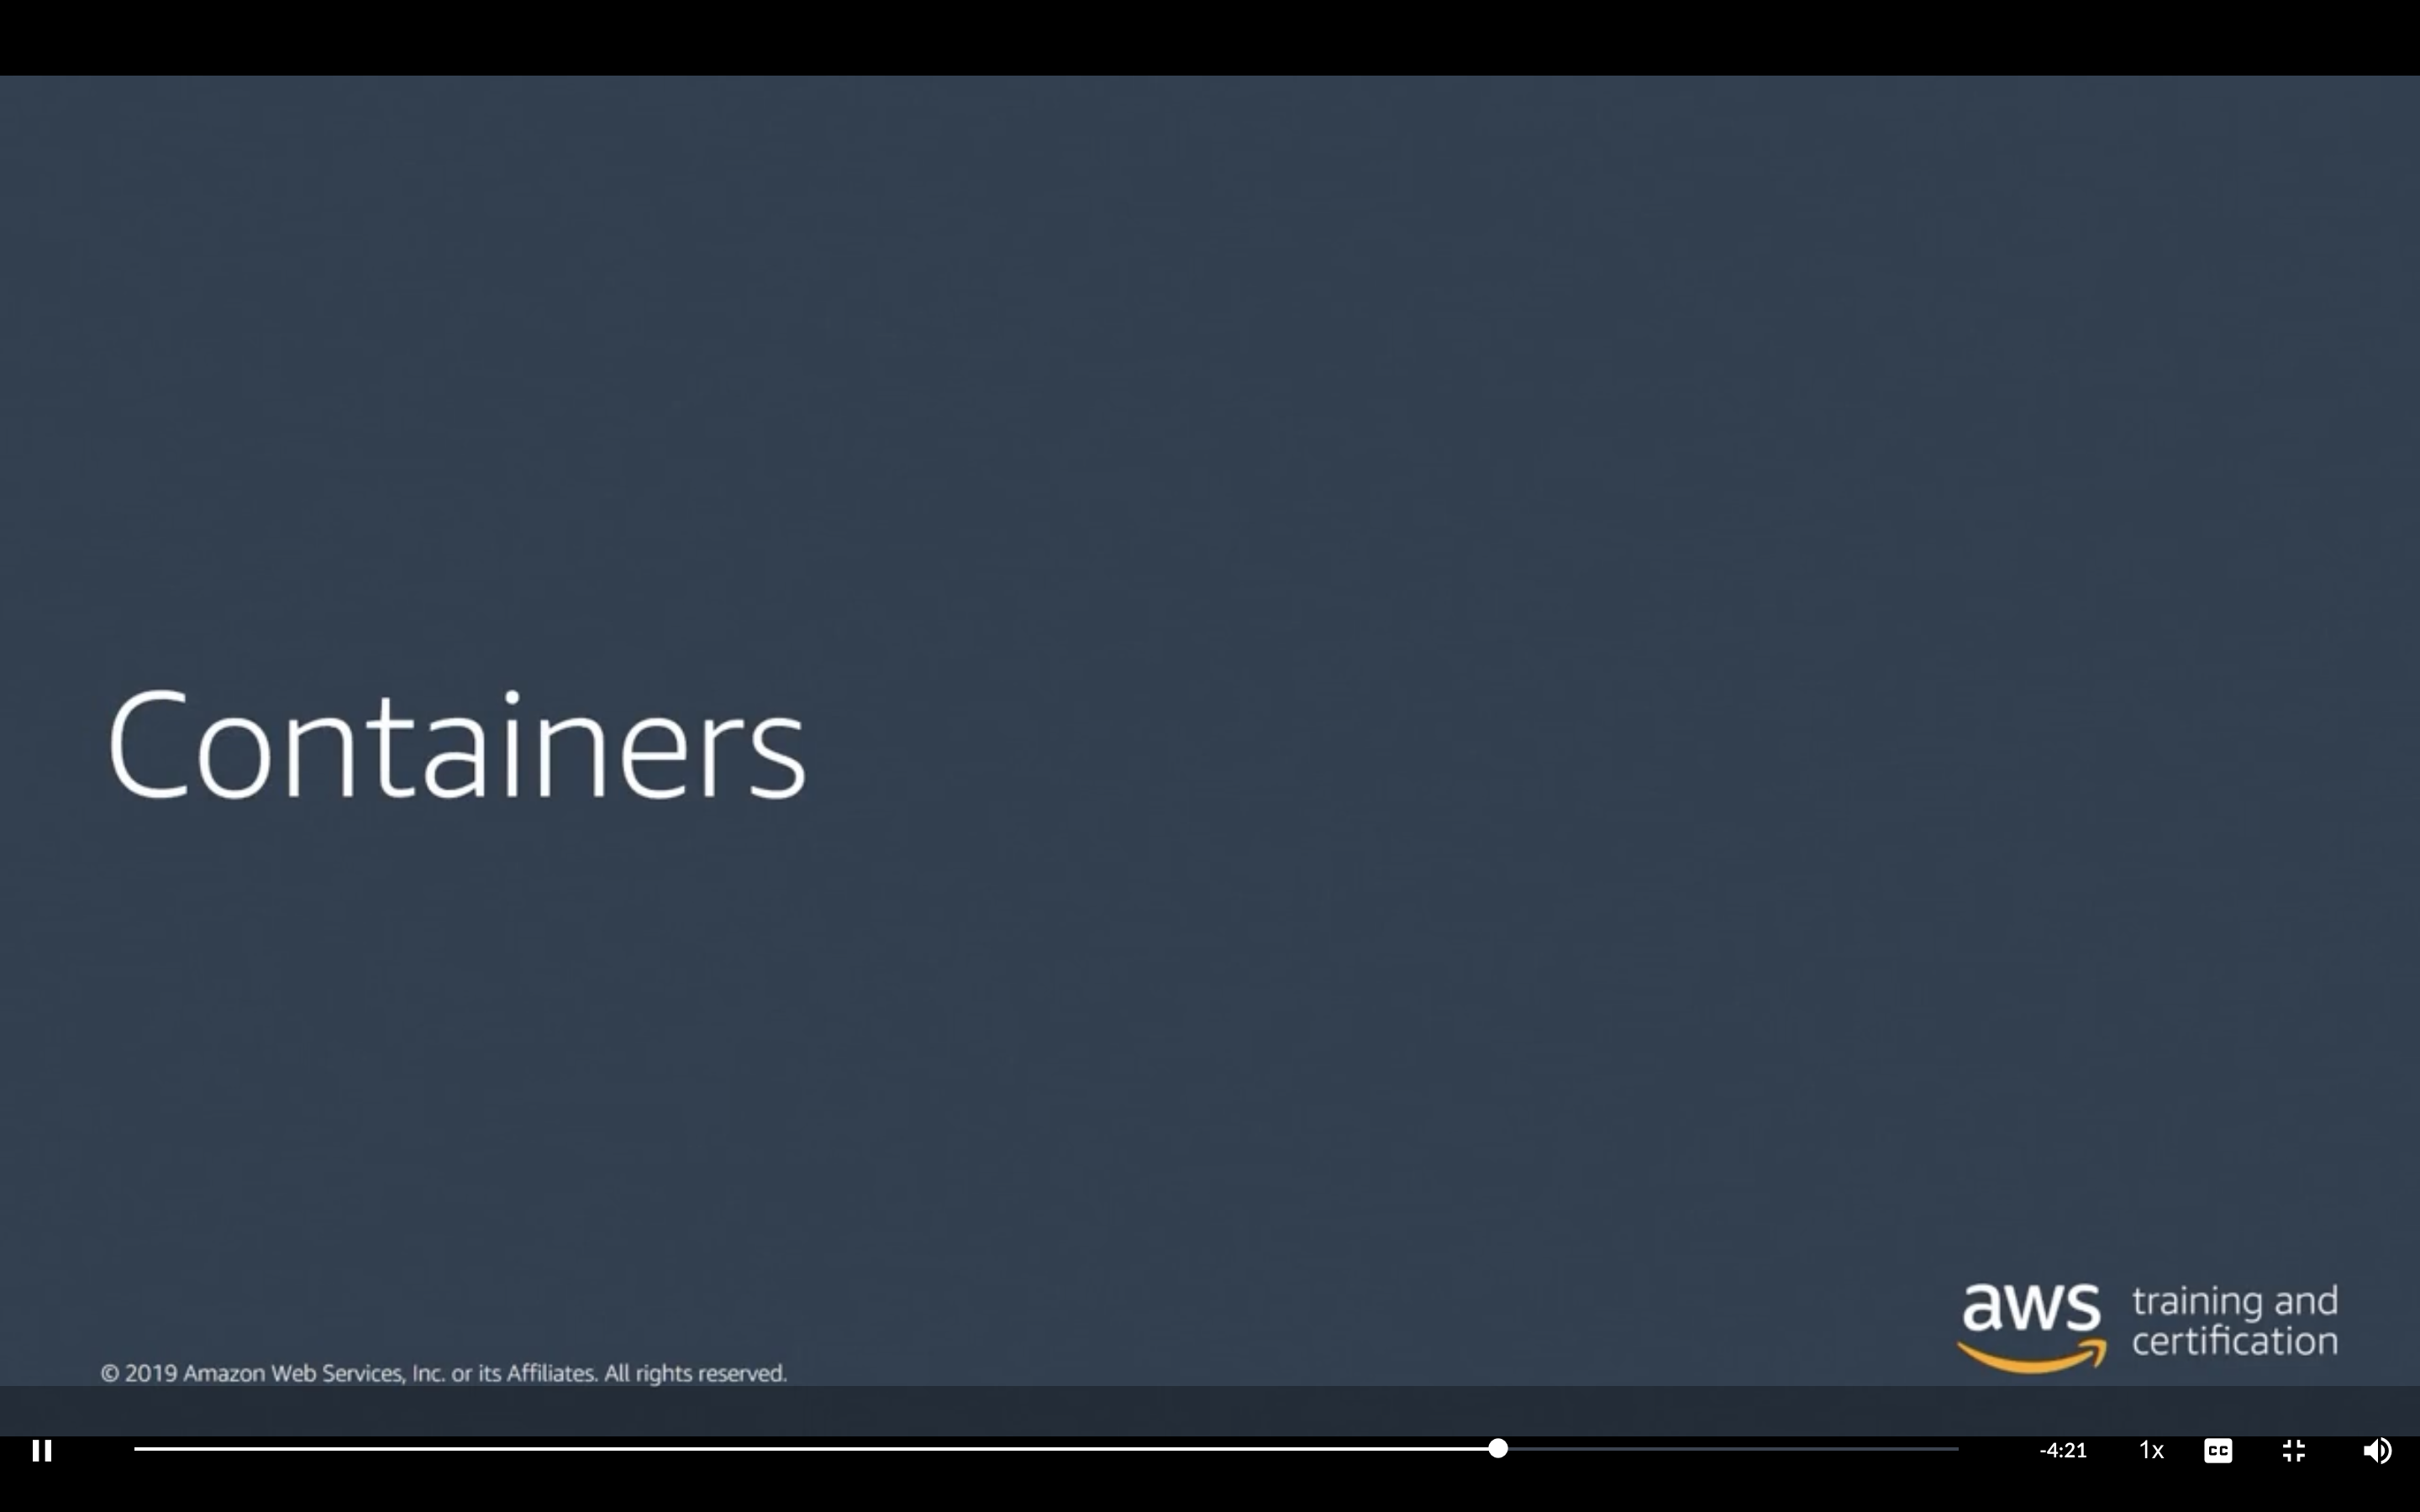 Containers
aws
training and
certification
© 2019 Amazon Web Services, Inc. or its Affiliates. All rights reserved.
-4:21
1x
CC